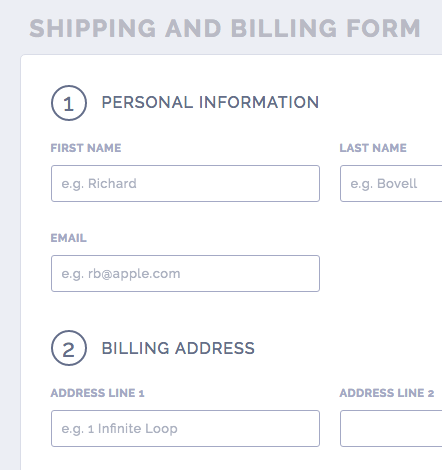 SHIPPING AND BILLING FORM
1 PERSONAL INFORMATION
FIRST NAME LAST NAME
e.g. Richard e.g. Bovell
EMAIL
e.g. rb@apple.com
2 BILLING ADDRESS
ADDRESS LINE 1 ADDRESS LINE 2
e.g. 1 Infinite Loop